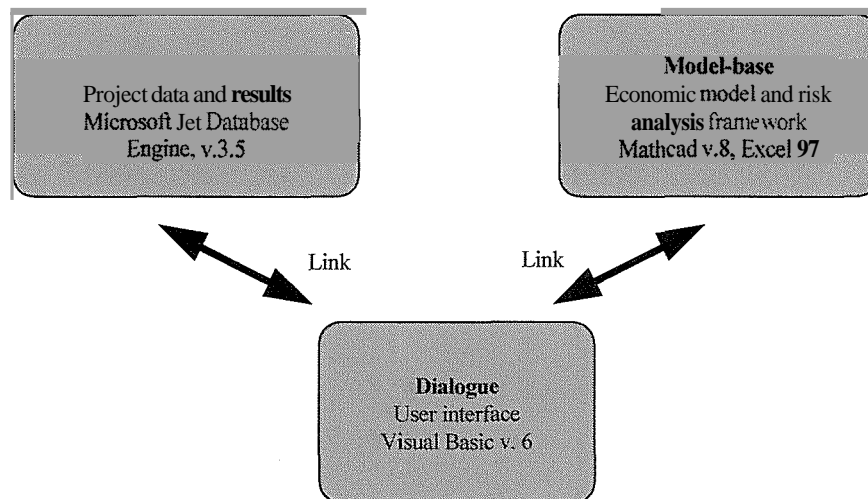 Project data and results
Microsoft Jet Database
Engine, v.3.5
Model-base
Economic model and risk
analysis framework
Mathcad v.8, Excel 97
Link
Link
Dialogue
User interface
Visual Basic v. 6